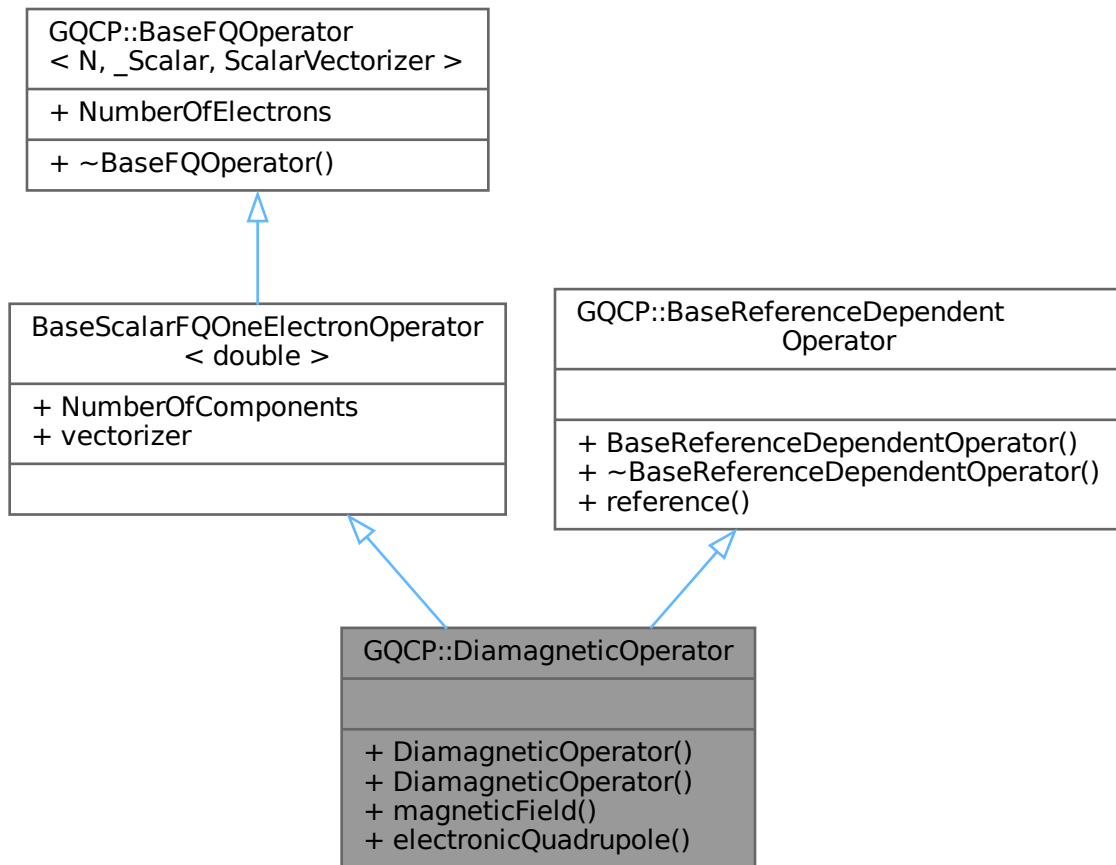 GQCP::BaseFQOperator
< N, _Scalar, ScalarVectorizer >
+ NumberOfElectrons
+ ~BaseFQOperator()
BaseScalarFQOneElectronOperator
< double >
+ NumberOfComponents
+ vectorizer
GQCP::BaseReferenceDependent
Operator
+ BaseReferenceDependentOperator()
+ ~BaseReferenceDependentOperator()
+ reference()
GQCP::DiamagneticOperator
+ DiamagneticOperator()
+ DiamagneticOperator()
+ magneticField()
+ electronicQuadrupole()